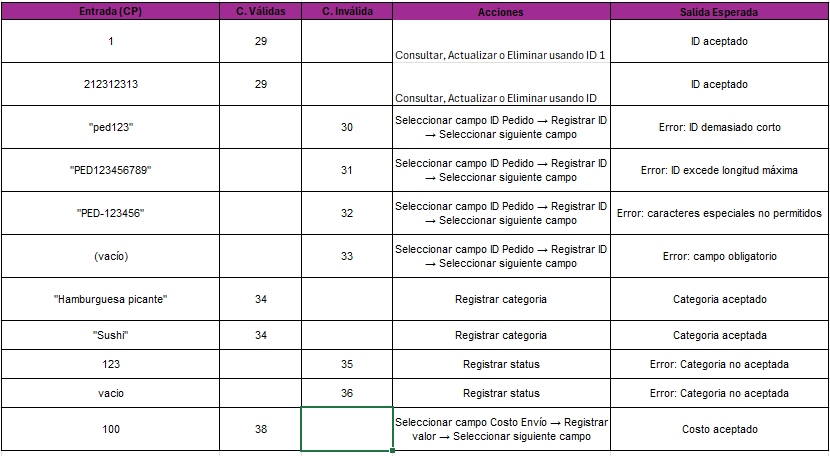 Entrada (CP) C. Válidas C. Inválida Acciones Salida Esperada
1 29 Consultar, Actualizar o Eliminar usando ID 1 ID aceptado
212312313 29 Consultar, Actualizar o Eliminar usando ID ID aceptado
"ped123" 30 Seleccionar campo ID Pedido → Registrar ID
→ Seleccionar siguiente campo Error: ID demasiado corto
"PED123456789" 31 Seleccionar campo ID Pedido → Registrar ID
→ Seleccionar siguiente campo Error: ID excede longitud máxima
"PED-123456" 32 Seleccionar campo ID Pedido → Registrar ID
→ Seleccionar siguiente campo Error: caracteres especiales no permitidos
(vacío) 33 Seleccionar campo ID Pedido → Registrar ID
→ Seleccionar siguiente campo Error: campo obligatorio
"Hamburguesa picante" 34 Registrar categoria Categoria aceptado
"Sushi" 34 Registrar categoria Categoria aceptada
123 35 Registrar status Error: Categoria no aceptada
vacio 36 Registrar status Error: Categoria no aceptada
100 38 Seleccionar campo Costo Envío → Registrar
valor → Seleccionar siguiente campo Costo aceptado